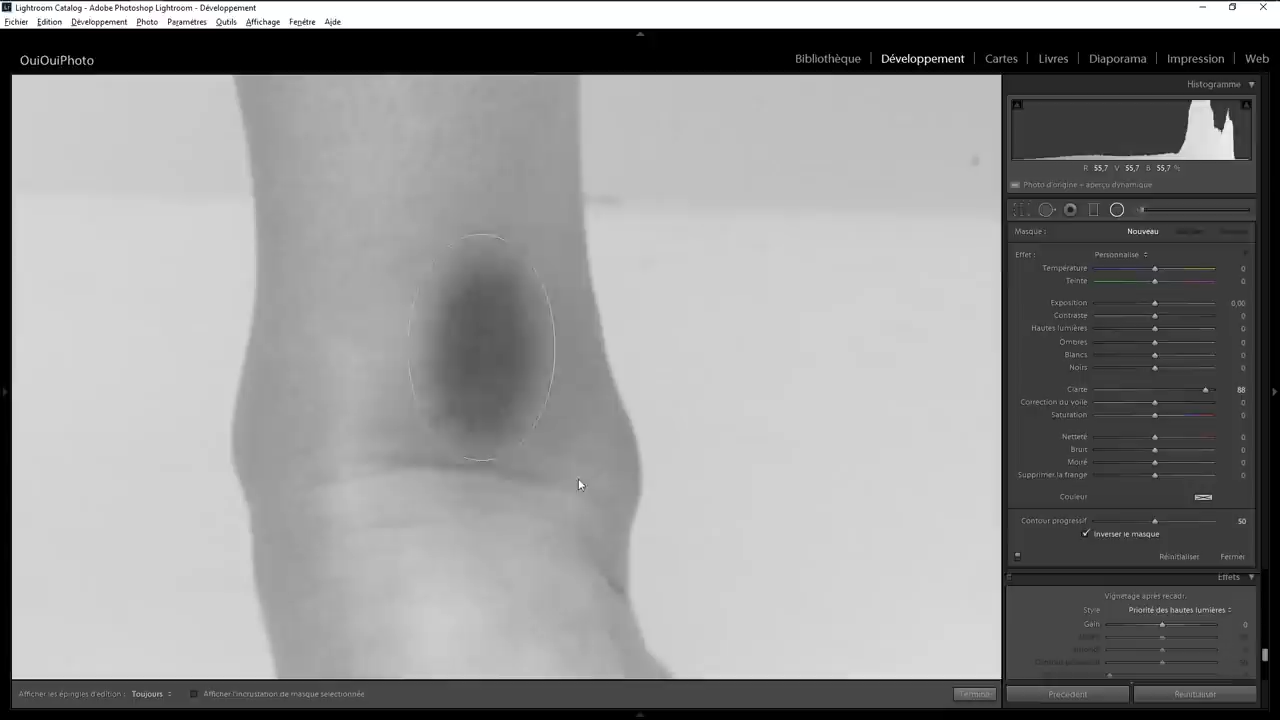 Lightroom Catalog - Adobe Photoshop Lightroom - Développement
Fichier Edition Développement Photo Paramètres Outils Affichage Fenêtre Aide
OuiOuiPhoto
Bibliothèque Développement Cartes Livres Diaporama Impression Web
Histogramme
R 55,7 V 55,7 B 55,7 %
Photo d'origine + aperçu dynamique
Masque : Nouveau
Effet : Personnalisé
Température 0
Teinte 0
Exposition 0,00
Contraste 0
Hautes lumières 0
Ombres 0
Blancs 0
Noirs 0
Clarté 88
Correction du voile 0
Saturation 0
Netteté 0
Bruit 0
Moiré 0
Supprimer la frange 0
Couleur
Contour progressif 50
Inverser le masque
Réinitialiser Fermer
Effets
Vignetage après recadr.
Style Priorité des hautes lumières
Gain 0
Afficher les épingles d'édition : Toujours Afficher l'incrustation de masque sélectionnée Terminé
Précédent Réinitialiser